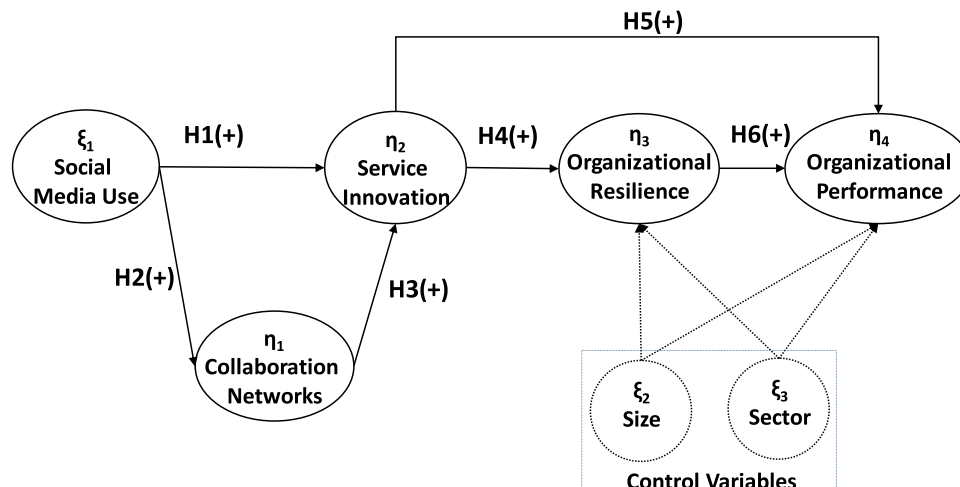 H5(+)
ξ1
Social
Media Use
H1(+)
η2
Service
Innovation
H4(+)
η3
Organizational
Resilience
H6(+)
η4
Organizational
Performance
H2(+)
H3(+)
η1
Collaboration
Networks
ξ2
Size
ξ3
Sector
Control Variables